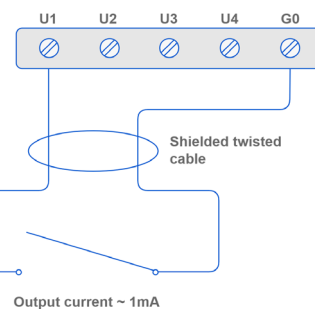 U1 U2 U3 U4 G0
Shielded twisted
cable
Output current ~ 1mA